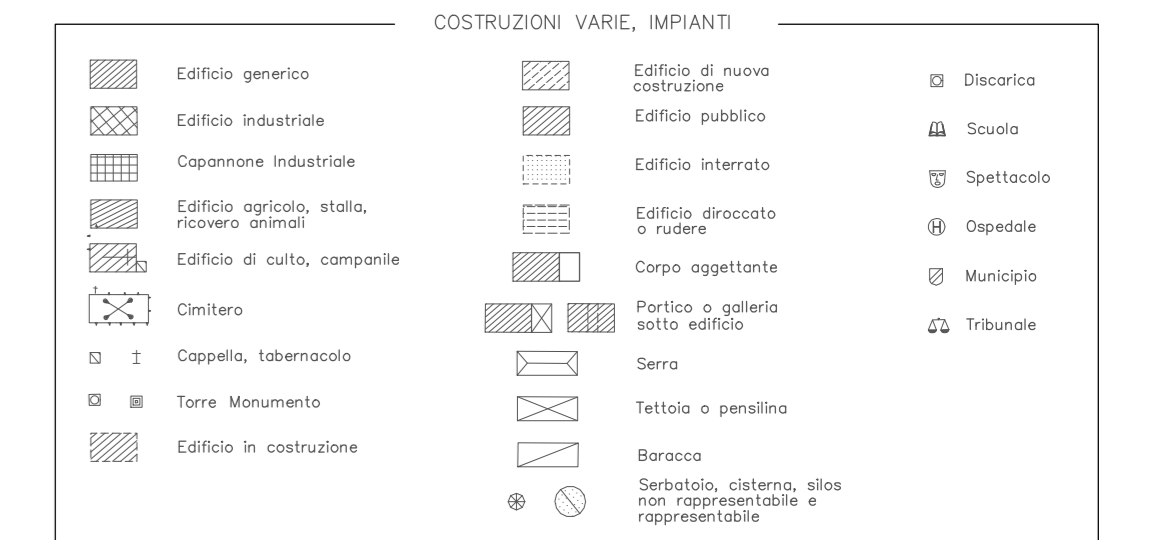 COSTRUZIONI VARIE, IMPIANTI
Edificio generico
Edificio industriale
Capannone Industriale
Edificio agricolo, stalla,
ricovero animali
Edificio di culto, campanile
Cimitero
Cappella, tabernacolo
Torre Monumento
Edificio in costruzione
Edificio di nuova
costruzione
Edificio pubblico
Edificio interrato
Edificio diroccato
o rudere
Corpo aggettante
Portico o galleria
sotto edificio
Serra
Tettoia o pensilina
Baracca
Serbatoio, cisterna, silos
non rappresentabile e
rappresentabile
Discarica
Scuola
Spettacolo
H Ospedale
Municipio
Tribunale